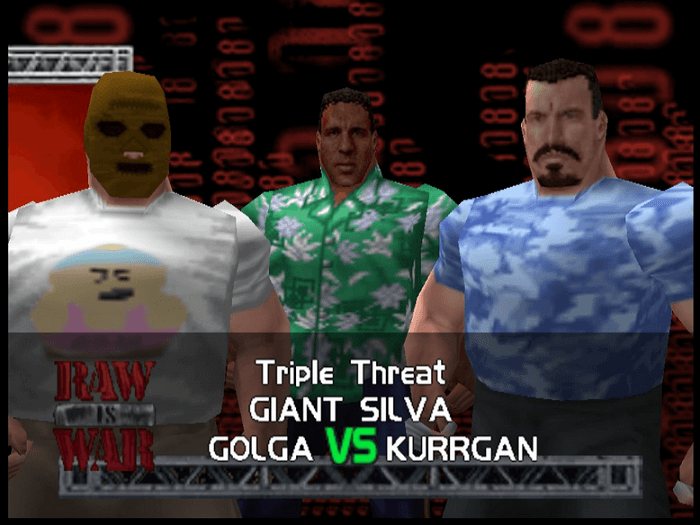 Triple Threat
GIANT SILVA
GOLGA VS KURRGAN
RAW
IS
WAR